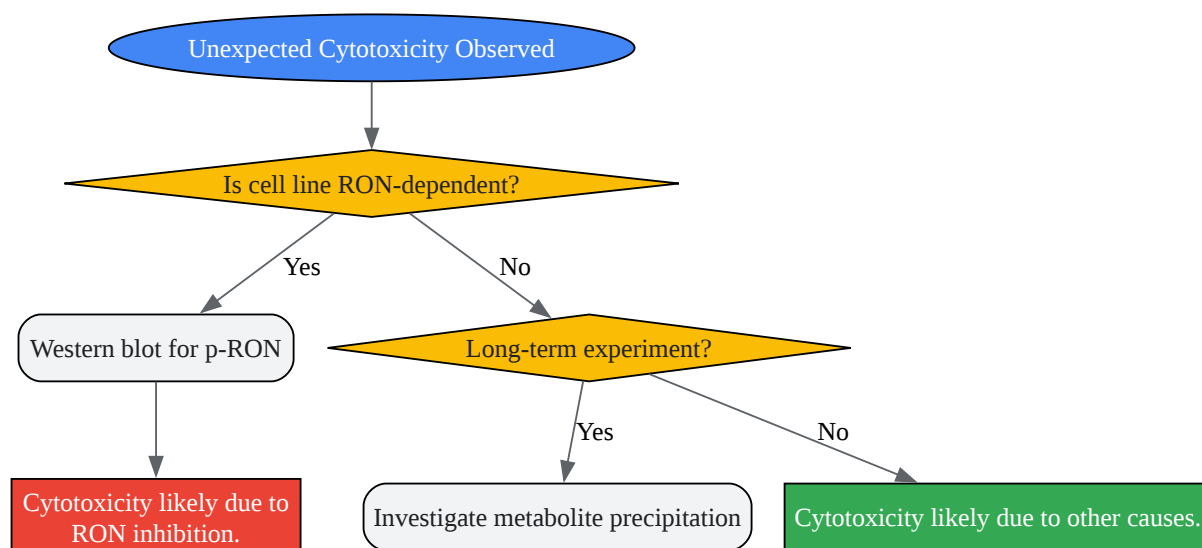 Unexpected Cytotoxicity Observed
Is cell line RON-dependent?
Yes
No
Western blot for p-RON
Long-term experiment?
Yes
No
Cytotoxicity likely due to
RON inhibition.
Investigate metabolite precipitation
Cytotoxicity likely due to other causes.